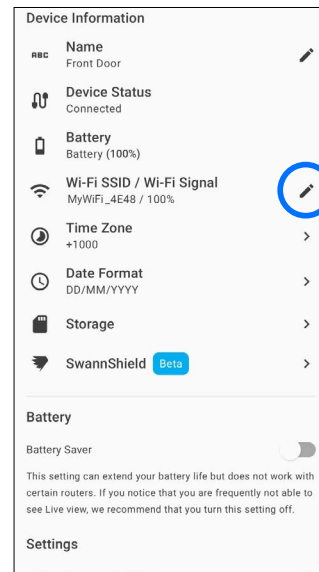 Device Information
ABC
Name
Front Door
Device Status
Connected
Battery
Battery (100%)
Wi-Fi SSID / Wi-Fi Signal
MyWiFi_4E48 / 100%
Time Zone
+1000
Date Format
DD/MM/YYYY
Storage
SwannShield Beta
Battery
Battery Saver
This setting can extend your battery life but does not work with
certain routers. If you notice that you are frequently not able to
see Live view, we recommend that you turn this setting off.
Settings